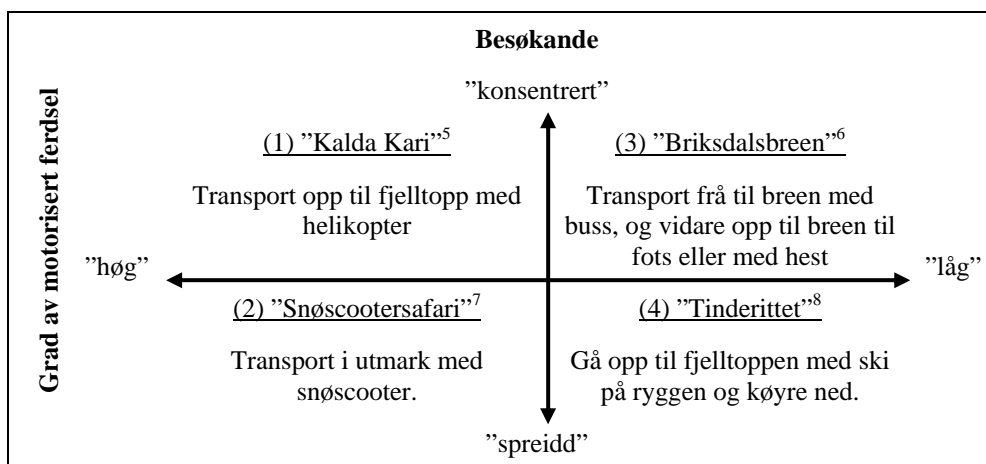 Besøkande
Grad av motorisert ferdsel
”konsentrert”
(1) ”Kalda Kari”5
Transport opp til fjelltopp med
helikopter
(3) ”Briksdalsbreen”6
Transport frå til breen med
buss, og vidare opp til breen til
fots eller med hest
”høg”
”låg”
(2) ”Snøscootersafari”7
Transport i utmark med
snøscooter.
(4) ”Tinderittet”8
Gå opp til fjelltoppen med ski
på ryggen og køyre ned.
”spreidd”